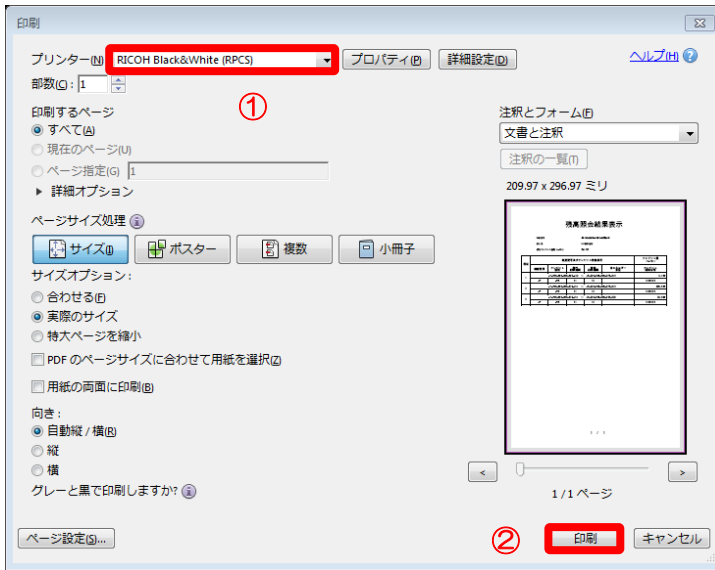 印刷
プリンター(N) RICOH Black&White (RPCS) プロパティ(P) 詳細設定(D) ヘルプ(H)
部数(C): 1
①
印刷するページ
すべて(A)
現在のページ(U)
ページ指定(G) 1
詳細オプション
ページサイズ処理
サイズ(I) ポスター 複数 小冊子
サイズオプション:
合わせる(F)
実際のサイズ
特大ページを縮小
PDF のページサイズに合わせて用紙を選択(Z)
用紙の両面に印刷(B)
向き:
自動縦 / 横(R)
縦
横
グレーと黒で印刷しますか?
注釈とフォーム(F)
文書と注釈
注釈の一覧(T)
209.97 x 296.97 ミリ
残高照会結果表示
1 / 1
< >
1 / 1 ページ
ページ設定(S)... ② 印刷 キャンセル